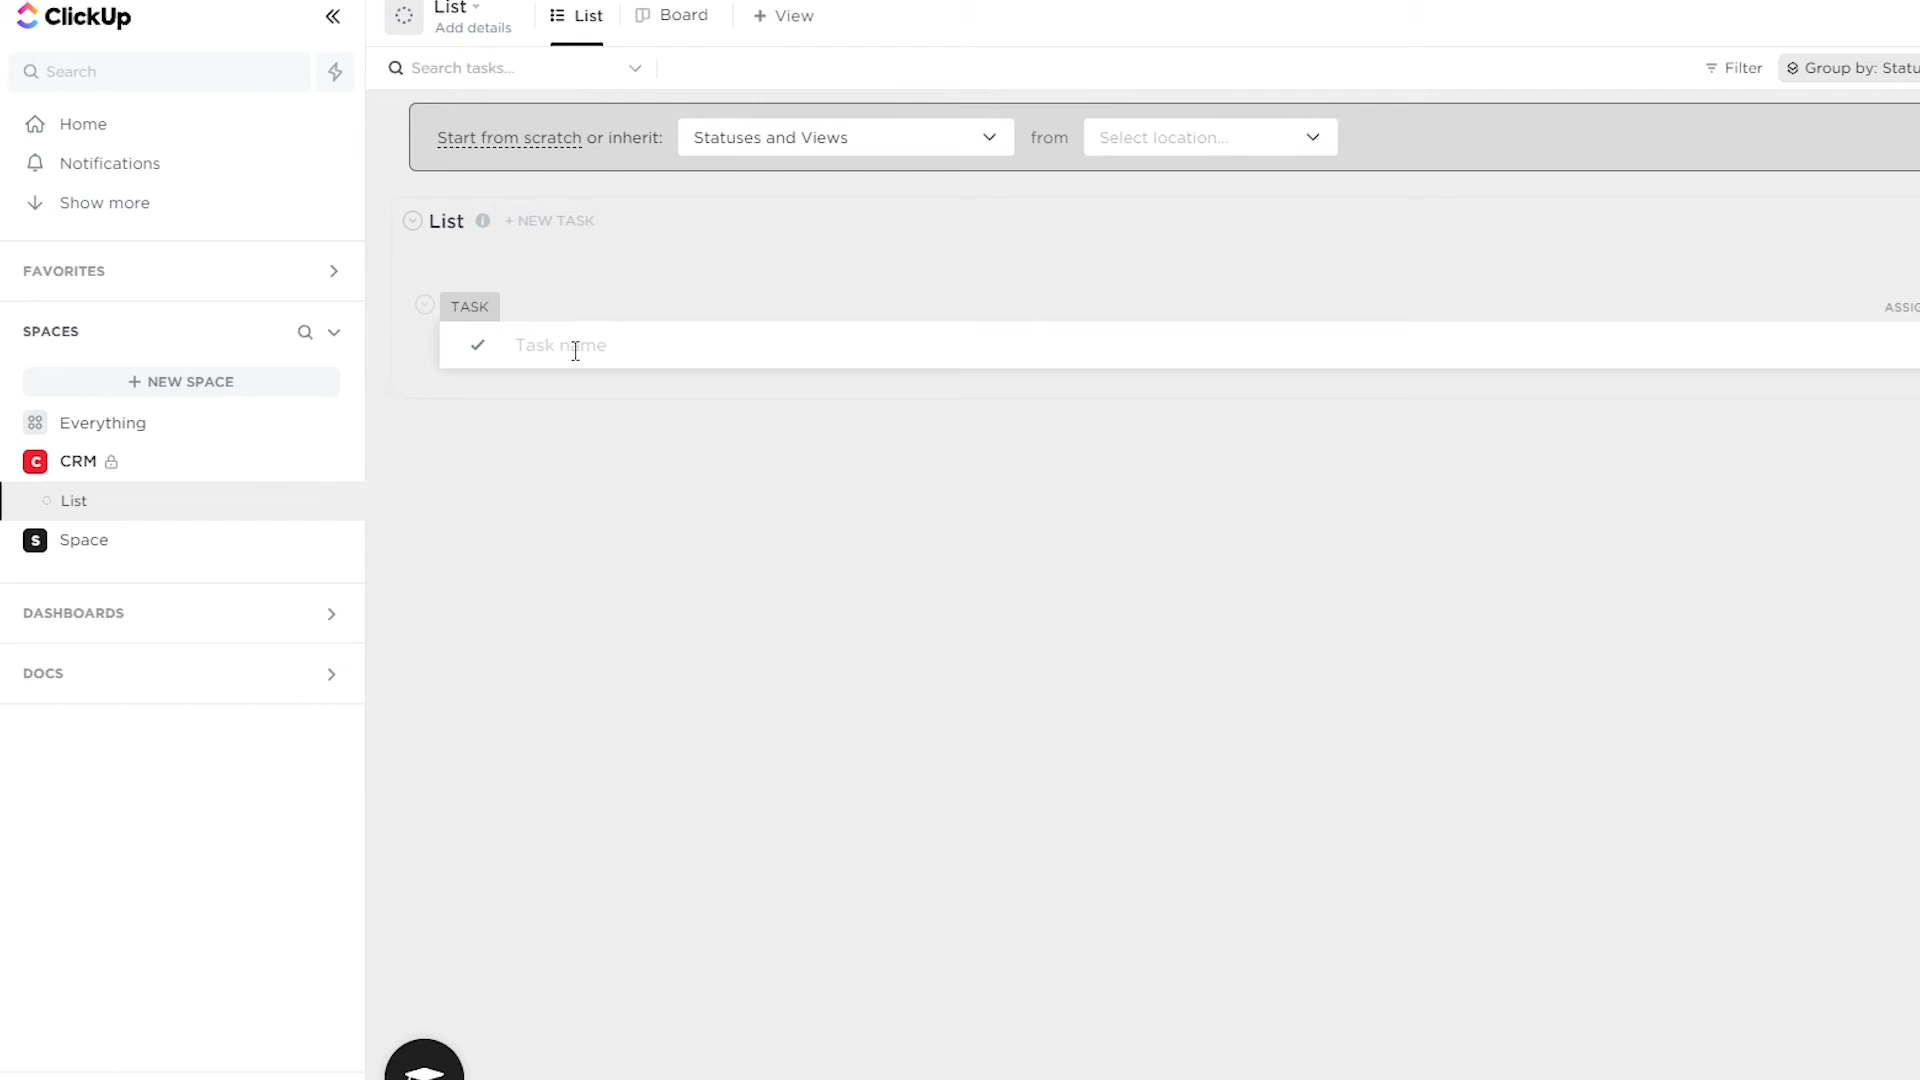 ClickUp
Search
Home
Notifications
Show more
FAVORITES
SPACES
+ NEW SPACE
Everything
C CRM
List
S Space
DASHBOARDS
DOCS
List
Add details
List
Board
+ View
Search tasks...
Filter
Group by: Statu
Start from scratch or inherit: Statuses and Views from Select location...
List + NEW TASK
TASK
ASSIG
Task name